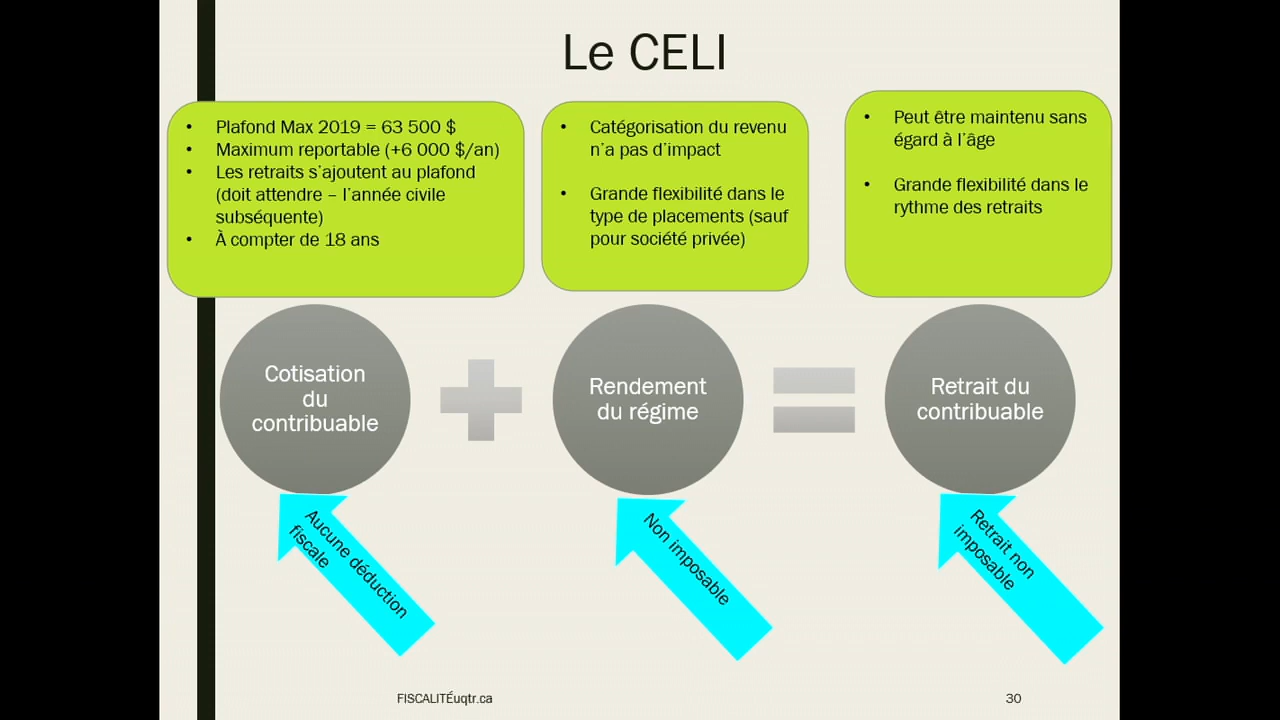 Le CELI
• Plafond Max 2019 = 63 500 $
• Maximum reportable (+6 000 $/an)
• Les retraits s'ajoutent au plafond
(doit attendre – l'année civile
subséquente)
• À compter de 18 ans
• Catégorisation du revenu
n'a pas d'impact
• Grande flexibilité dans le
type de placements (sauf
pour société privée)
• Peut être maintenu sans
égard à l'âge
• Grande flexibilité dans le
rythme des retraits
Cotisation
du
contribuable
Rendement
du régime
Retrait du
contribuable
Aucune déduction
fiscale
Non imposable
Retrait non
imposable
FISCALITÉuqtr.ca
30